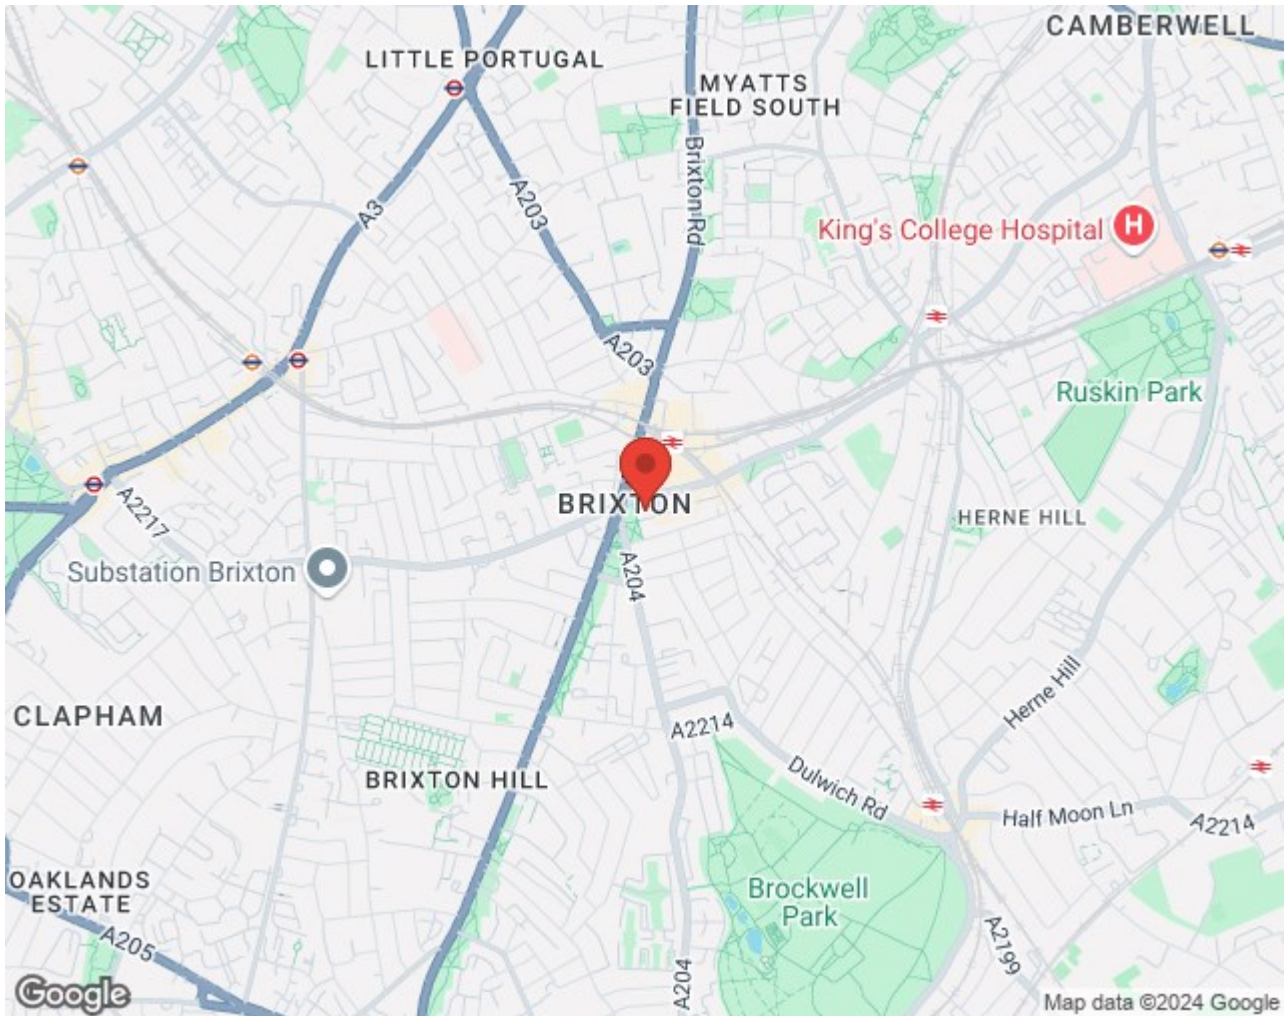 CAMBERWELL
LITTLE PORTUGAL
MYATTS
FIELD SOUTH
Brixton Rd
A203
A3
King's College Hospital
H
A203
Ruskin Park
BRIXTON
A2217
HERNE HILL
Substation Brixton
A204
Herne Hill
CLAPHAM
A2214
BRIXTON HILL
Dulwich Rd
Half Moon Ln
A2214
OAKLANDS
ESTATE
Brockwell
Park
A205
A2199
A204
Google
Map data ©2024 Google